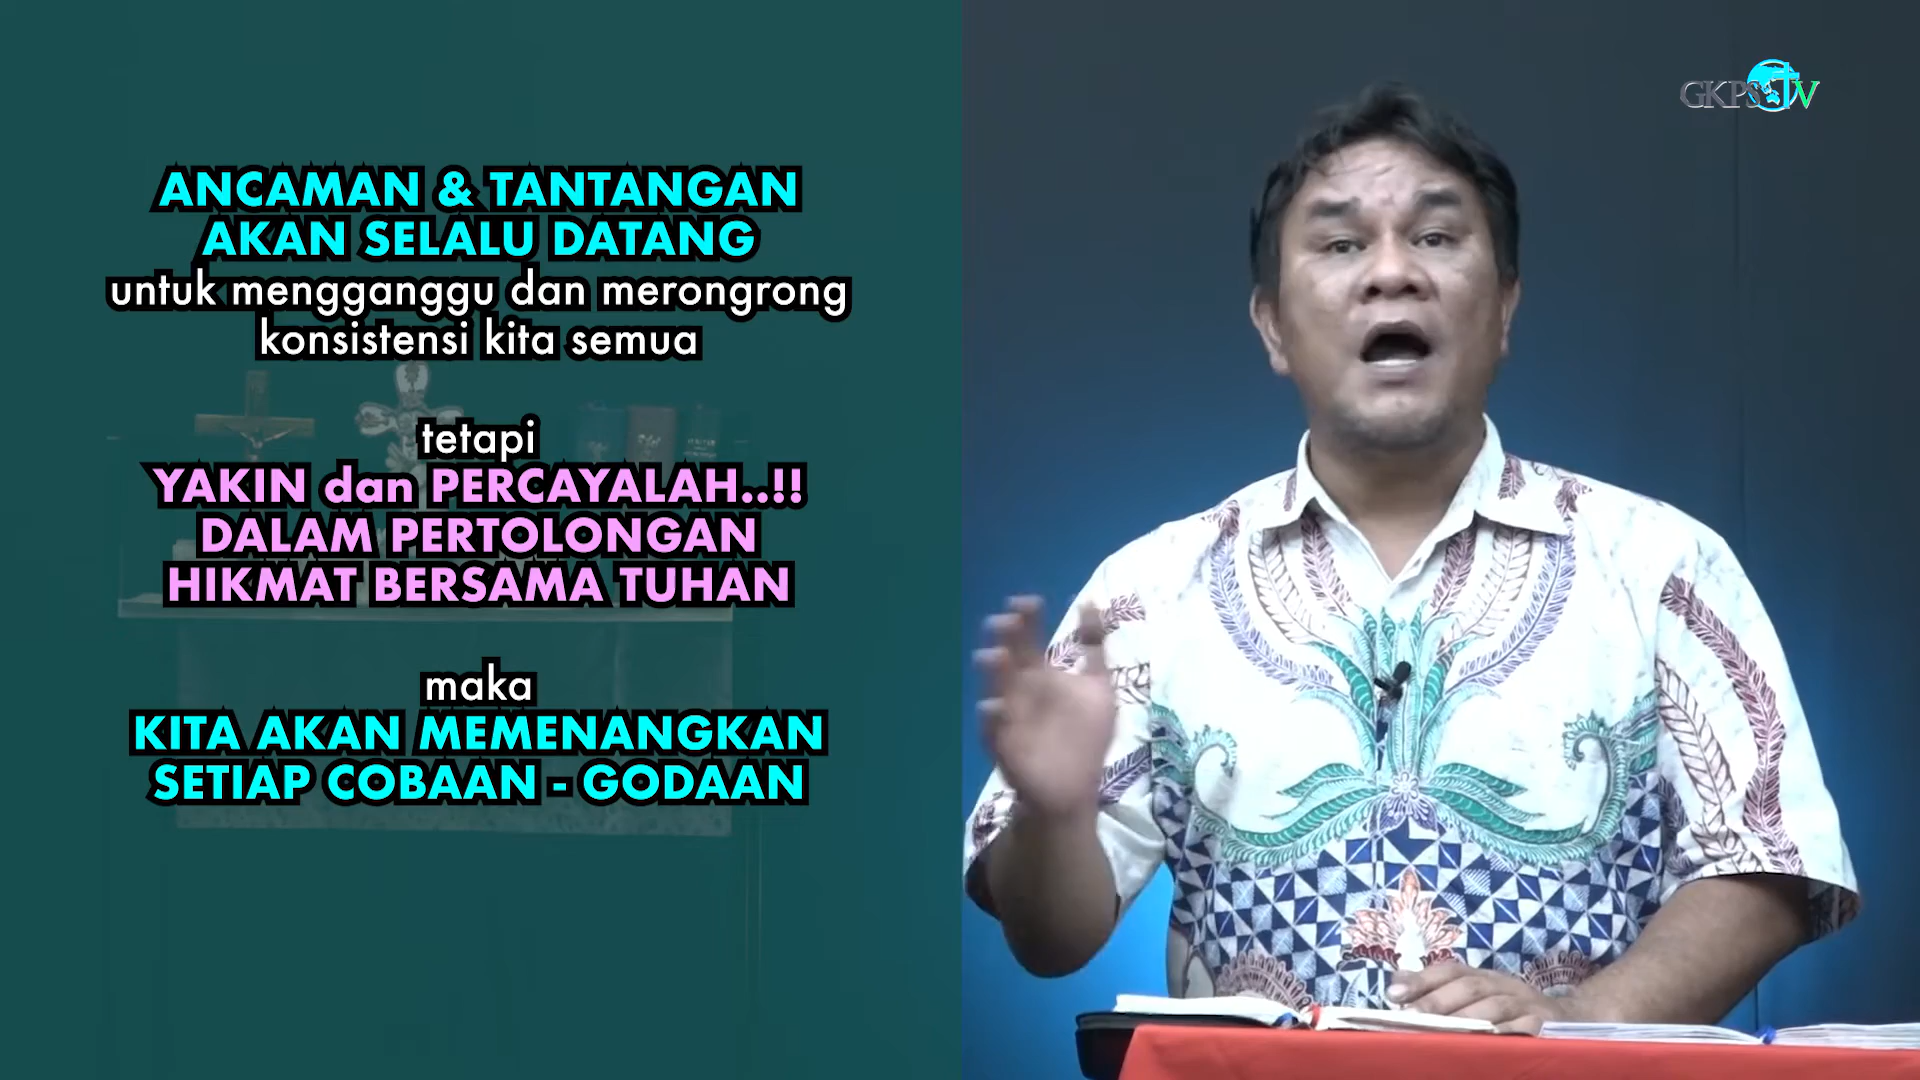 GKPS TV
ANCAMAN & TANTANGAN
AKAN SELALU DATANG
untuk mengganggu dan merongrong
konsistensi kita semua
tetapi
YAKIN dan PERCAYALAH..!!
DALAM PERTOLONGAN
HIKMAT BERSAMA TUHAN
maka
KITA AKAN MEMENANGKAN
SETIAP COBAAN - GODAAN